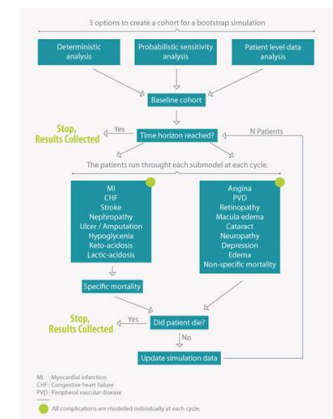 3 options to create a cohort for a bootstrap simulation
Deterministic
analysis
Probabilistic sensitivity
analysis
Patient level data
analysis
Baseline cohort
Stop,
Results Collected
Yes
Time horizon reached?
N Patients
The patients run throught each submodel at each cycle.
MI
CHF
Stroke
Nephropathy
Ulcer / Amputation
Hypoglycenia
Keto-acidosis
Lactic-acidosis
Angina
PVD
Retinopathy
Macula edema
Cataract
Neuropathy
Depression
Edema
Non-specific mortality
Specific mortality
Stop,
Results Collected
Yes
Did patient die?
No
Update simulation data
MI : Myocardial infarction
CHF : Congestive heart failure
PVD : Peripheral vascular disease
All complications are modelled individually at each cycle.